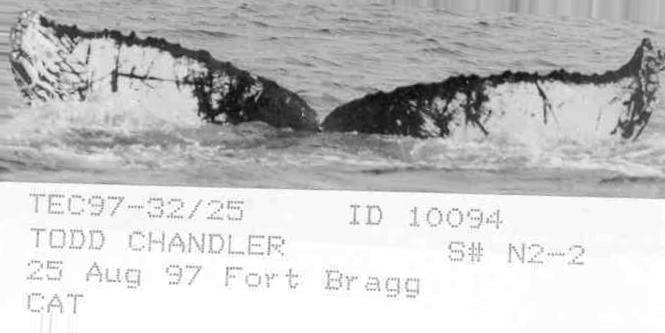 TEC97-32/25 ID 10094
TODD CHANDLER S# N2-2
25 Aug 97 Fort Bragg
CAT